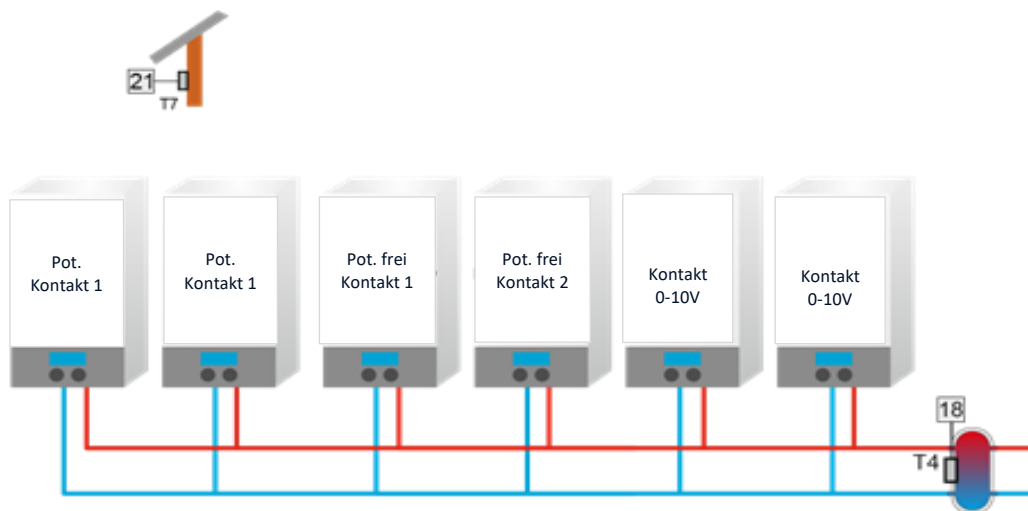 21
T7
Pot.
Kontakt 1
Pot.
Kontakt 1
Pot. frei
Kontakt 1
Pot. frei
Kontakt 2
Kontakt
0-10V
Kontakt
0-10V
18
T4